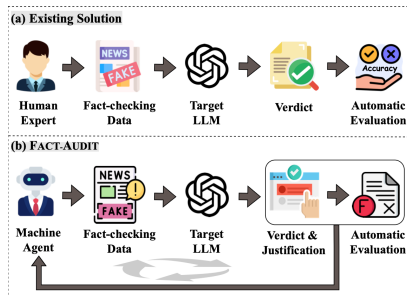 (a) Existing Solution
NEWS
FAKE
Accuracy
Human Expert
Fact-checking Data
Target LLM
Verdict
Automatic Evaluation
(b) FACT-AUDIT
NEWS
FAKE
F
Machine Agent
Fact-checking Data
Target LLM
Verdict & Justification
Automatic Evaluation